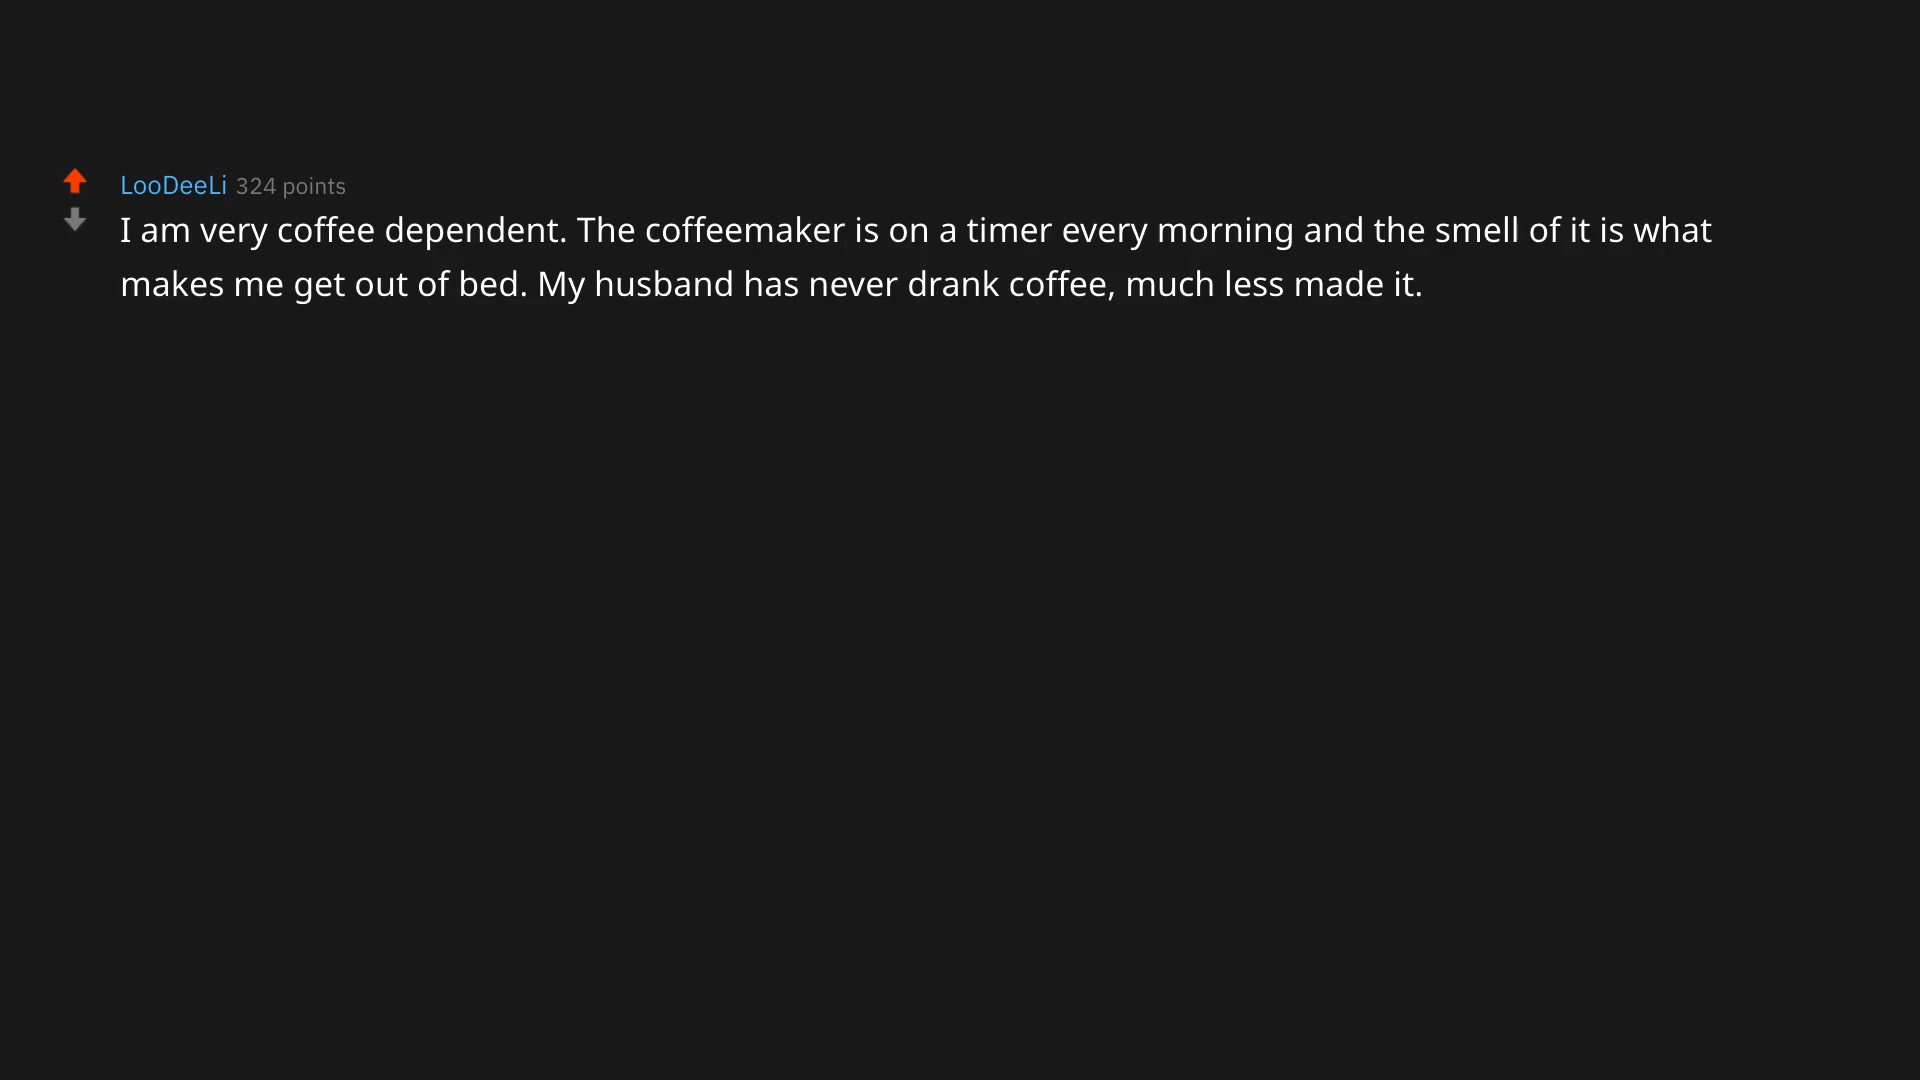 LooDeeLi 324 points
I am very coffee dependent. The coffeemaker is on a timer every morning and the smell of it is what
makes me get out of bed. My husband has never drank coffee, much less made it.